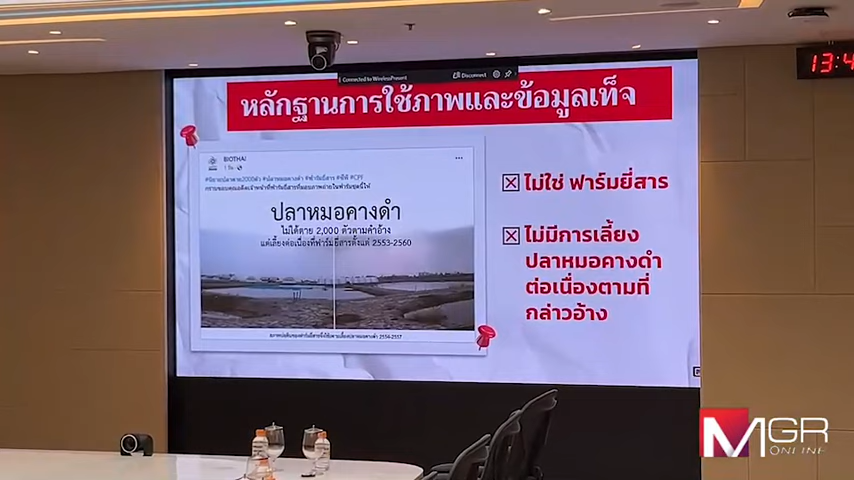 Connected to WirelessPresent
Disconnect
13:4
หลักฐานการใช้ภาพและข้อมูลเท็จ
BIOTHAI
1 วัน
ปลาหมอคางดำ
ไม่ได้ตาย 2,000 ตัวตามคำอ้าง
แต่เลี้ยงต่อเนื่องที่ฟาร์มยี่สารตั้งแต่ 2553-2560
ไม่ใช่ ฟาร์มยี่สาร
ไม่มีการเลี้ยง
ปลาหมอคางดำ
ต่อเนื่องตามที่
กล่าวอ้าง
MGR
ONLINE